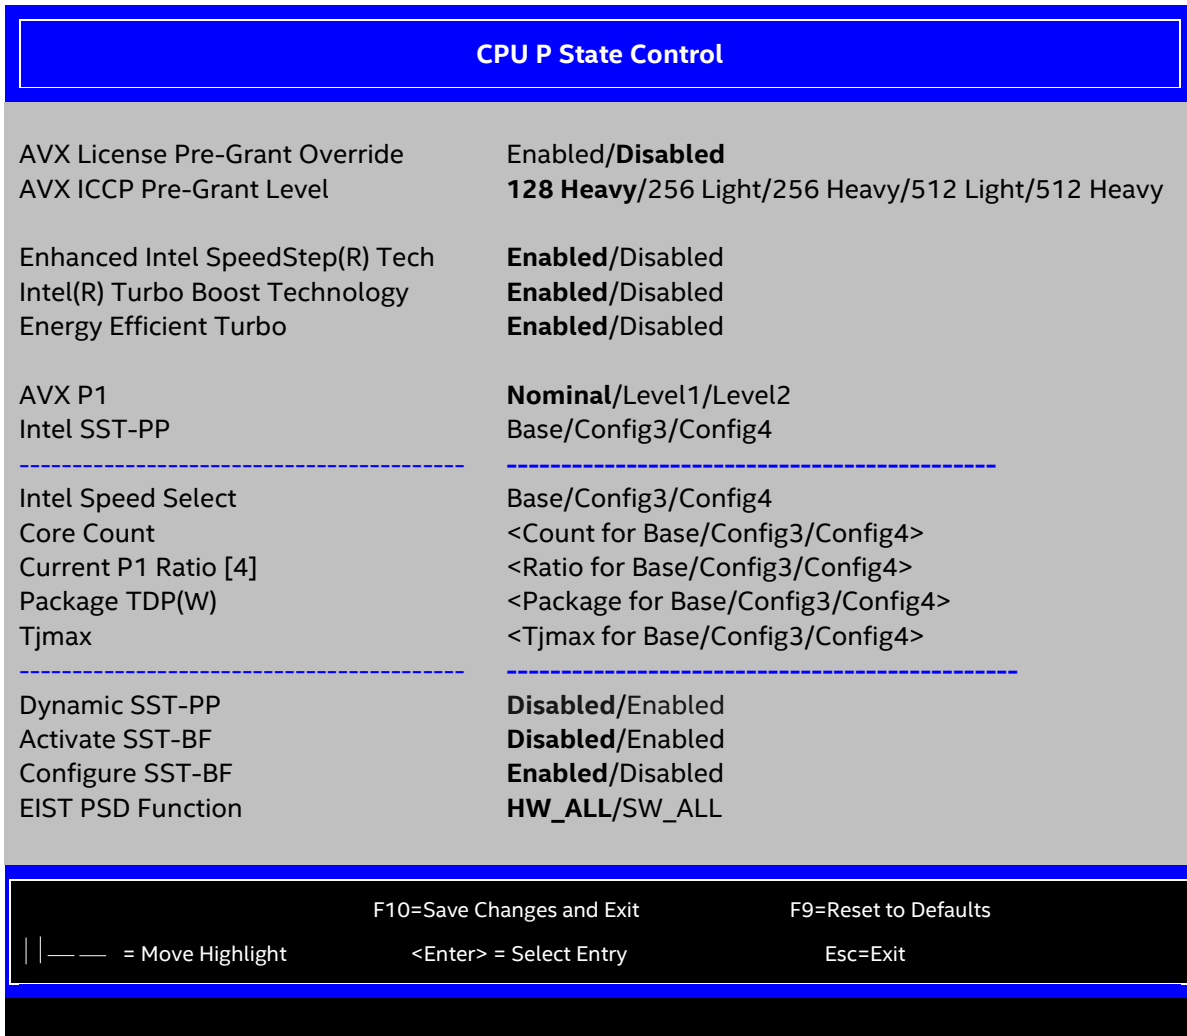 CPU P State Control
AVX License Pre-Grant Override Enabled/Disabled
AVX ICCP Pre-Grant Level 128 Heavy/256 Light/256 Heavy/512 Light/512 Heavy
Enhanced Intel SpeedStep(R) Tech Enabled/Disabled
Intel(R) Turbo Boost Technology Enabled/Disabled
Energy Efficient Turbo Enabled/Disabled
AVX P1 Nominal/Level1/Level2
Intel SST-PP Base/Config3/Config4
------------------------------------------ ----------------------------------------------
Intel Speed Select Base/Config3/Config4
Core Count <Count for Base/Config3/Config4>
Current P1 Ratio [4] <Ratio for Base/Config3/Config4>
Package TDP(W) <Package for Base/Config3/Config4>
Tjmax <Tjmax for Base/Config3/Config4>
------------------------------------------ ------------------------------------------------
Dynamic SST-PP Disabled/Enabled
Activate SST-BF Disabled/Enabled
Configure SST-BF Enabled/Disabled
EIST PSD Function HW_ALL/SW_ALL
F10=Save Changes and Exit F9=Reset to Defaults
││── ── = Move Highlight <Enter> = Select Entry Esc=Exit